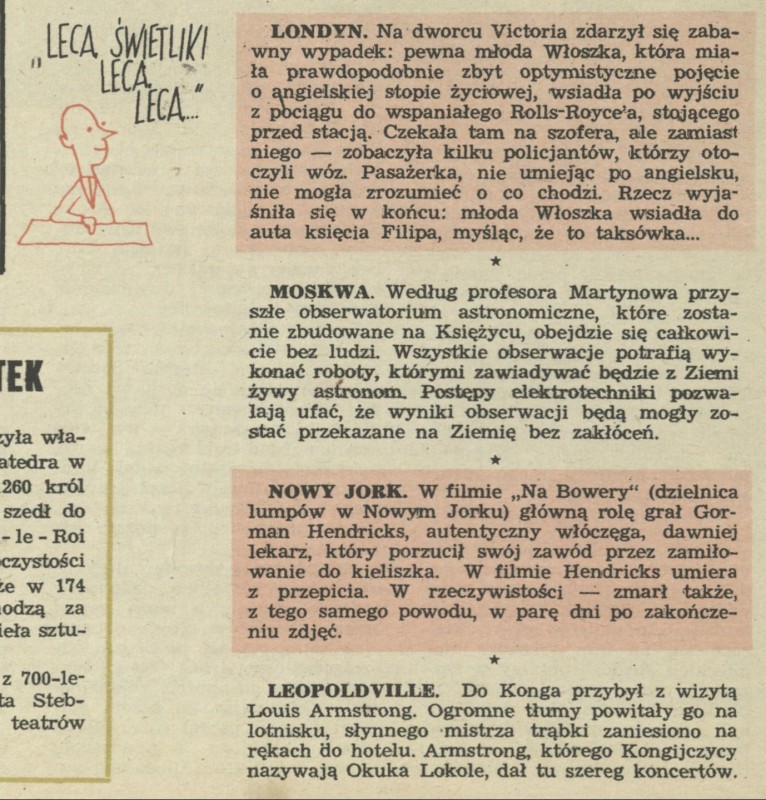 „LECĄ, ŚWIETLIKI
LECĄ,
LECĄ..."
TEK
zyła wła-
atedra w
260 król
szedł do
- le - Roi
oczystości
że w 174
hodzą za
ieła sztu-
z 700-le-
ta Steb-
teatrów
LONDYN. Na dworcu Victoria zdarzył się zaba-
wny wypadek: pewna młoda Włoszka, która mia-
ła prawdopodobnie zbyt optymistyczne pojęcie
o angielskiej stopie życiowej, wsiadła po wyjściu
z pociągu do wspaniałego Rolls-Royce'a, stojącego
przed stacją. Czekała tam na szofera, ale zamiast
niego — zobaczyła kilku policjantów, którzy oto-
czyli wóz. Pasażerka, nie umiejąc po angielsku,
nie mogła zrozumieć o co chodzi. Rzecz wyja-
śniła się w końcu: młoda Włoszka wsiadła do
auta księcia Filipa, myśląc, że to taksówka...
★
MOSKWA. Według profesora Martynowa przy-
szłe obserwatorium astronomiczne, które zosta-
nie zbudowane na Księżycu, obejdzie się całkowi-
cie bez ludzi. Wszystkie obserwacje potrafią wy-
konać roboty, którymi zawiadywać będzie z Ziemi
żywy astronom. Postępy elektrotechniki pozwa-
lają ufać, że wyniki obserwacji będą mogły zo-
stać przekazane na Ziemię bez zakłóceń.
★
NOWY JORK. W filmie „Na Bowery" (dzielnica
lumpów w Nowym Jorku) główną rolę grał Gor-
man Hendricks, autentyczny włóczęga, dawniej
lekarz, który porzucił swój zawód przez zamiło-
wanie do kieliszka. W filmie Hendricks umiera
z przepicia. W rzeczywistości — zmarł także,
z tego samego powodu, w parę dni po zakończe-
niu zdjęć.
★
LEOPOLDVILLE. Do Konga przybył z wizytą
Louis Armstrong. Ogromne tłumy powitały go na
lotnisku, słynnego mistrza trąbki zaniesiono na
rękach do hotelu. Armstrong, którego Kongijczycy
nazywają Okuka Lokole, dał tu szereg koncertów.